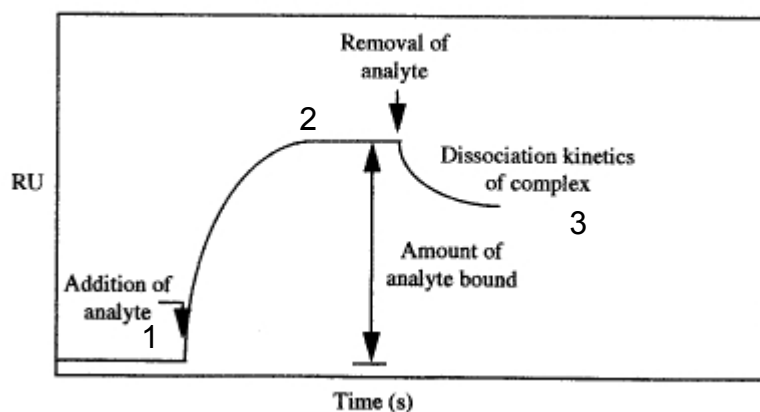 Removal of
analyte
2
Dissociation kinetics
of complex
RU
3
Amount of
analyte bound
Addition of
analyte
1
Time (s)